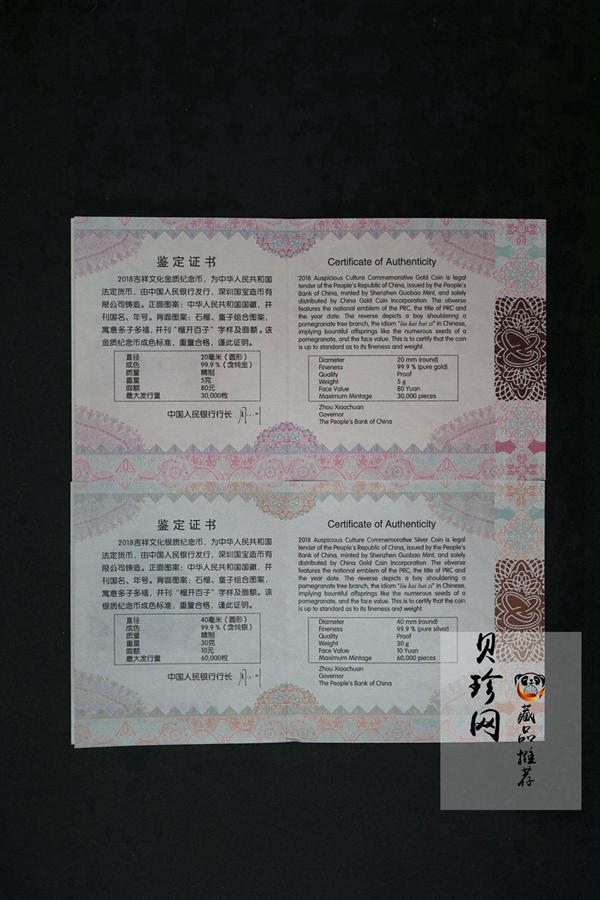 鉴定证书
2018吉祥文化金质纪念币，为中华人民共和国
法定货币，由中国人民银行发行，深圳国宝造币有
限公司铸造。正面图案：中华人民共和国国徽，并
刊国名、年号。背面图案：石榴、童子组合图案，
寓意多子多福，并刊“榴开百子”字样及面额。该
金质纪念币成色标准，重量合格，谨此证明。
直径 20毫米（圆形）
成色 99.9％（含纯金）
质量 精制
重量 5克
面额 80元
最大发行量 30,000枚
中国人民银行行长
Certificate of Authenticity
2018 Auspicious Culture Commemorative Gold Coin is legal
tender of the People's Republic of China, issued by the People's
Bank of China, minted by Shenzhen Guobao Mint, and solely
distributed by China Gold Coin Incorporation. The obverse
features the national emblem of the PRC, the title of PRC and
the year date. The reverse depicts a boy shouldering a
pomegranate tree branch, the idiom "liu kai bai zi" in Chinese,
implying bountiful offsprings like the numerous seeds of a
pomegranate, and the face value. This is to certify that the coin
is up to standard as to its fineness and weight.
Diameter 20 mm (round)
Fineness 99.9 % (pure gold)
Quality Proof
Weight 5 g
Face Value 80 Yuan
Maximum Mintage 30,000 pieces
Zhou Xiaochuan
Governor
The People's Bank of China
鉴定证书
2018吉祥文化银质纪念币，为中华人民共和国
法定货币，由中国人民银行发行，深圳国宝造币有
限公司铸造。正面图案：中华人民共和国国徽，并
刊国名、年号。背面图案：石榴、童子组合图案，
寓意多子多福，并刊“榴开百子”字样及面额。该
银质纪念币成色标准，重量合格，谨此证明。
直径 40毫米（圆形）
成色 99.9％（含纯银）
质量 精制
重量 30克
面额 10元
最大发行量 60,000枚
中国人民银行行长
Certificate of Authenticity
2018 Auspicious Culture Commemorative Silver Coin is legal
tender of the People's Republic of China, issued by the People's
Bank of China, minted by Shenzhen Guobao Mint, and solely
distributed by China Gold Coin Incorporation. The obverse
features the national emblem of the PRC, the title of PRC and
the year date. The reverse depicts a boy shouldering a
pomegranate tree branch, the idiom "liu kai bai zi" in Chinese,
implying bountiful offsprings like the numerous seeds of a
pomegranate, and the face value. This is to certify that the coin
is up to standard as to its fineness and weight.
Diameter 40 mm (round)
Fineness 99.9 % (pure silver)
Quality Proof
Weight 30 g
Face Value 10 Yuan
Maximum Mintage 60,000 pieces
Zhou Xiaochuan
Governor
The People's Bank of China
贝珍网
藏品推荐